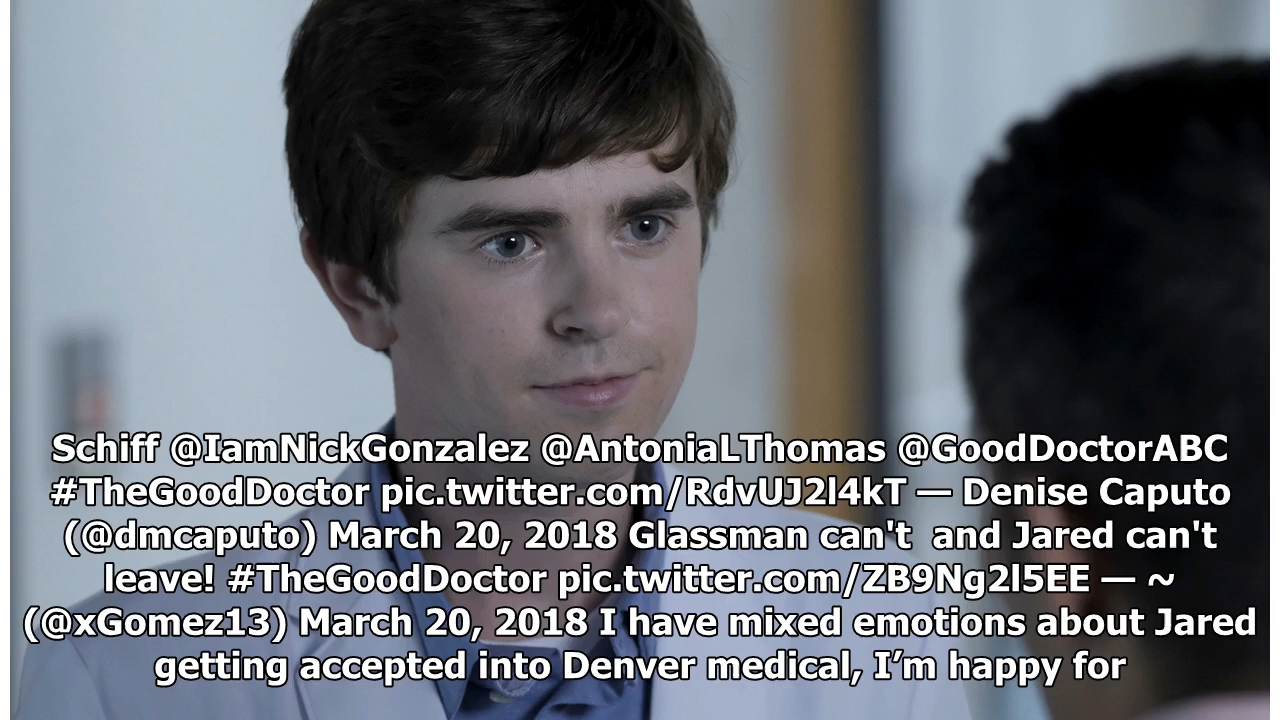 Schiff @IamNickGonzalez @AntoniaLThomas @GoodDoctorABC
#TheGoodDoctor pic.twitter.com/RdvUJ2l4kT — Denise Caputo
(@dmcaputo) March 20, 2018 Glassman can't  and Jared can't
leave! #TheGoodDoctor pic.twitter.com/ZB9Ng2l5EE — ~
(@xGomez13) March 20, 2018 I have mixed emotions about Jared
getting accepted into Denver medical, I’m happy for